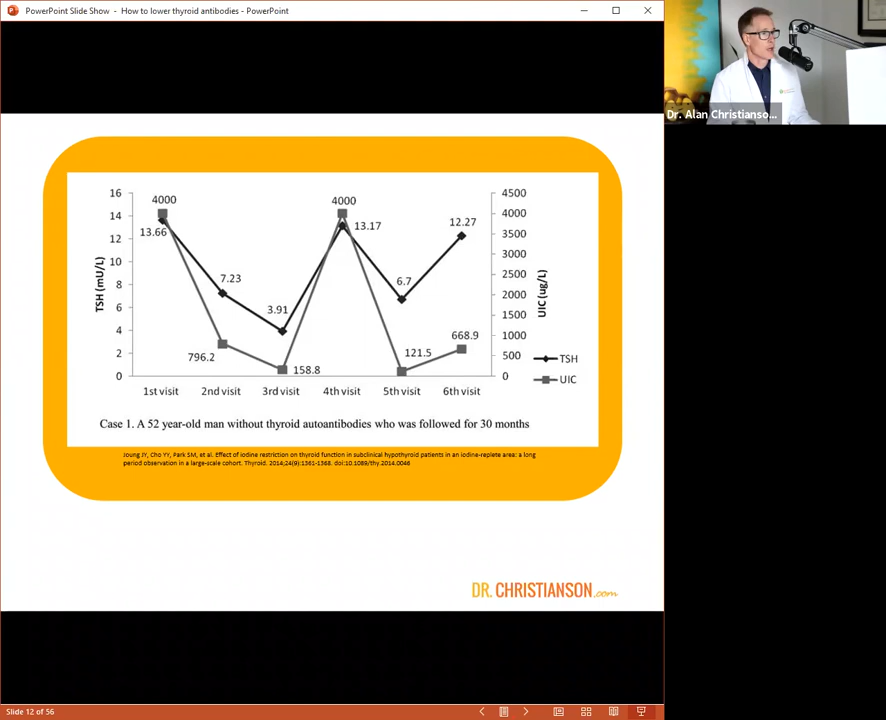 PowerPoint Slide Show - How to lower thyroid antibodies - PowerPoint
Dr. Alan Christianso...
16
14
12
10
8
6
4
2
0
TSH (mU/L)
4000
13.66
7.23
796.2
3.91
158.8
4000
13.17
6.7
121.5
12.27
668.9
4500
4000
3500
3000
2500
2000
1500
1000
500
0
UIC (ug/L)
TSH
UIC
1st visit 2nd visit 3rd visit 4th visit 5th visit 6th visit
Case 1. A 52 year-old man without thyroid autoantibodies who was followed for 30 months
Joung JY, Cho YY, Park SM, et al. Effect of iodine restriction on thyroid function in subclinical hypothyroid patients in an iodine-replete area: a long
period observation in a large-scale cohort. Thyroid. 2014;24(9):1361-1368. doi:10.1089/thy.2014.0046
DR. CHRISTIANSON.com
Slide 12 of 56